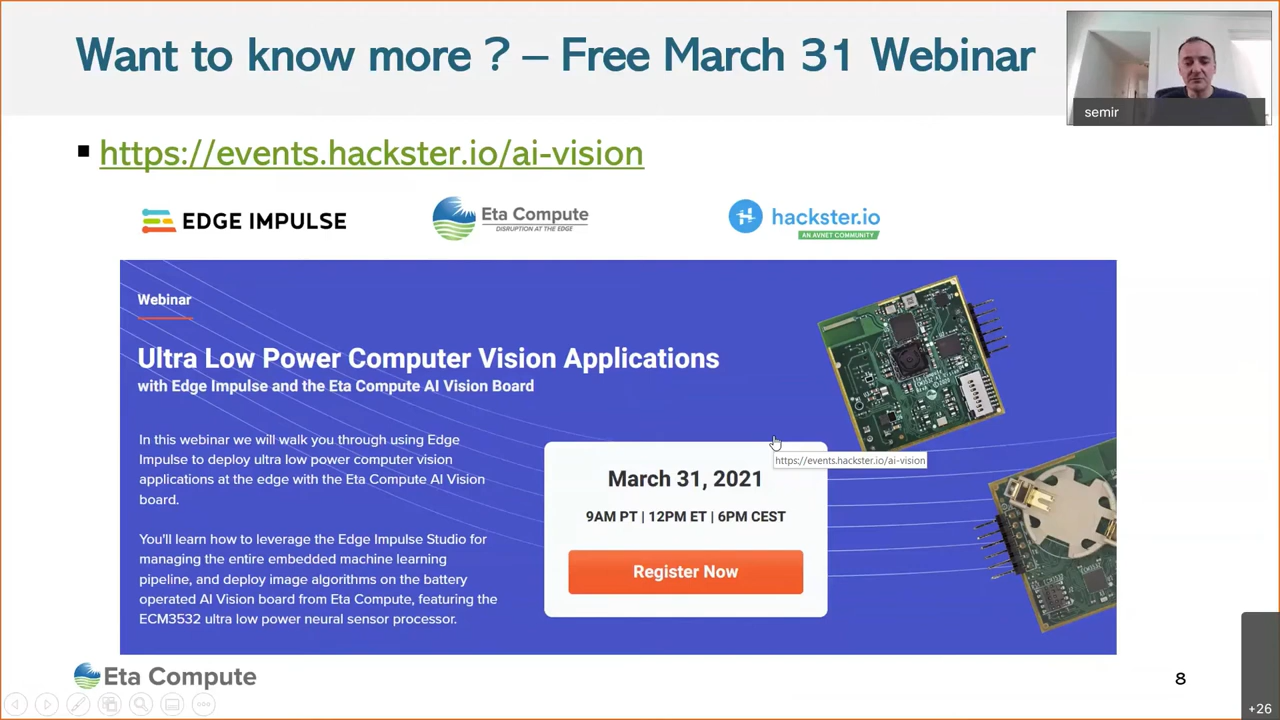 Want to know more ? – Free March 31 Webinar
semir
▪ https://events.hackster.io/ai-vision
EDGE IMPULSE
Eta Compute
DISRUPTION AT THE EDGE
hackster.io
AN AVNET COMMUNITY
Webinar
Ultra Low Power Computer Vision Applications
with Edge Impulse and the Eta Compute AI Vision Board
In this webinar we will walk you through using Edge
Impulse to deploy ultra low power computer vision
applications at the edge with the Eta Compute AI Vision
board.
You'll learn how to leverage the Edge Impulse Studio for
managing the entire embedded machine learning
pipeline, and deploy image algorithms on the battery
operated AI Vision board from Eta Compute, featuring the
ECM3532 ultra low power neural sensor processor.
https://events.hackster.io/ai-vision
March 31, 2021
9AM PT | 12PM ET | 6PM CEST
Register Now
Eta Compute
8
+26